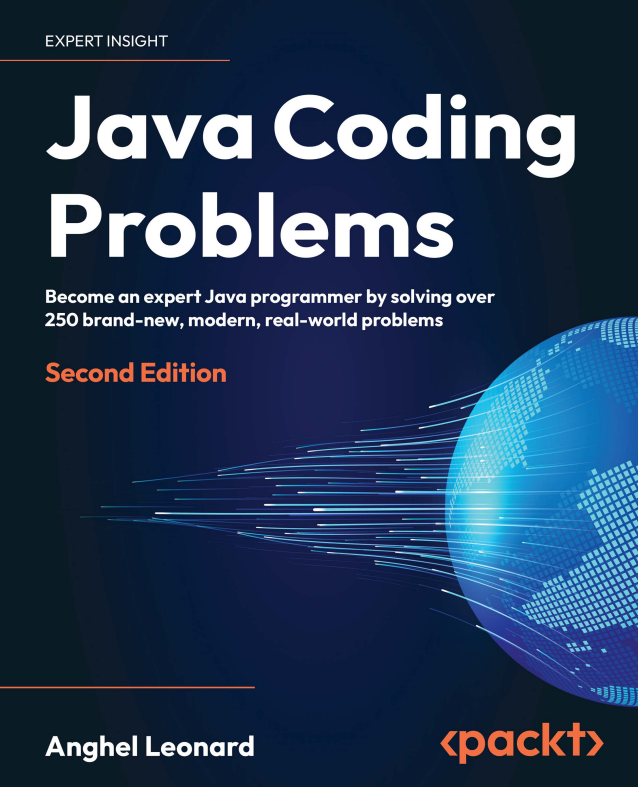 EXPERT INSIGHT
Java Coding
Problems
Become an expert Java programmer by solving over
250 brand-new, modern, real-world problems
Second Edition
Anghel Leonard
<packt>